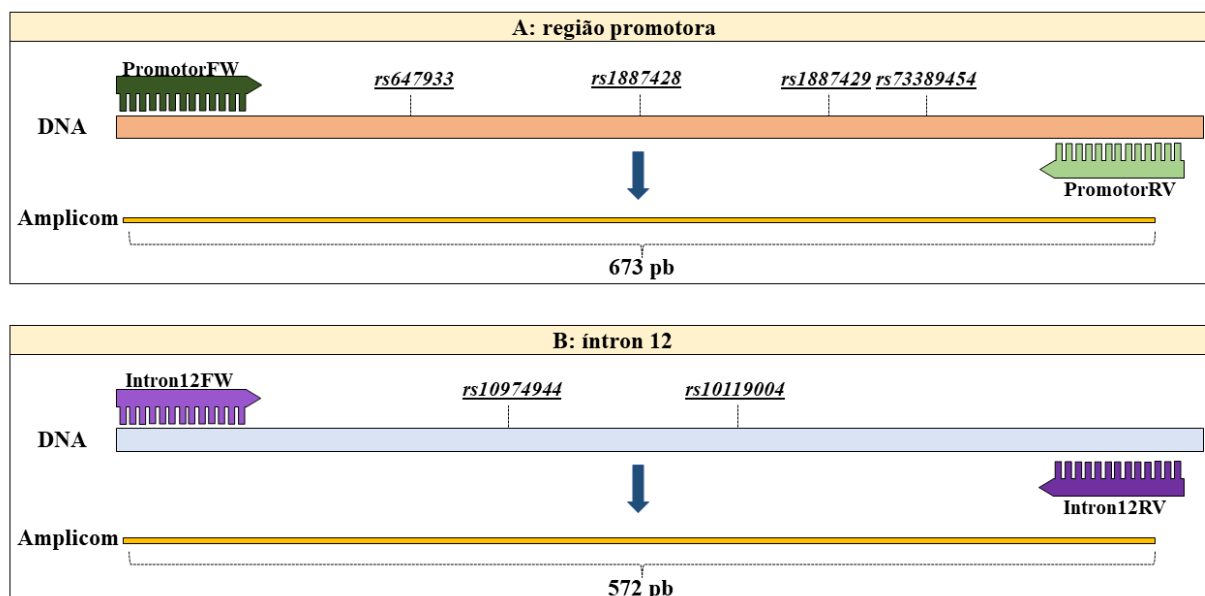 A: região promotora
PromotorFW
rs647933
rs1887428
rs1887429
rs73389454
DNA
PromotorRV
Amplicom
673 pb
B: íntron 12
Intron12FW
rs10974944
rs10119004
DNA
Intron12RV
Amplicom
572 pb